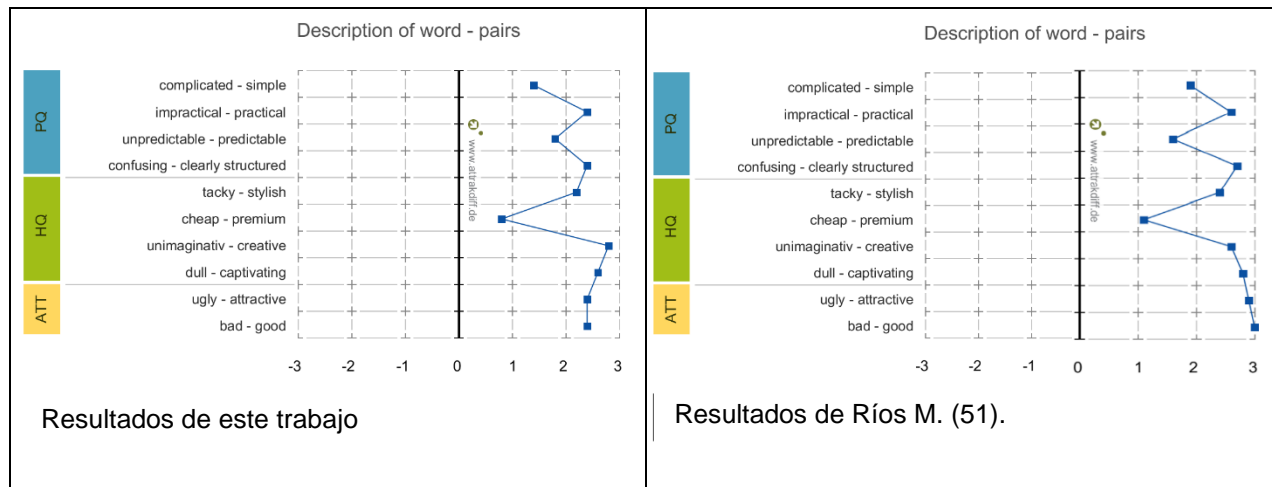 Description of word - pairs
PQ
complicated - simple
impractical - practical
unpredictable - predictable
confusing - clearly structured
HQ
tacky - stylish
cheap - premium
unimaginativ - creative
dull - captivating
ATT
ugly - attractive
bad - good
www.attrakdiff.de
-3 -2 -1 0 1 2 3
Resultados de este trabajo
Description of word - pairs
PQ
complicated - simple
impractical - practical
unpredictable - predictable
confusing - clearly structured
HQ
tacky - stylish
cheap - premium
unimaginativ - creative
dull - captivating
ATT
ugly - attractive
bad - good
www.attrakdiff.de
-3 -2 -1 0 1 2 3
Resultados de Ríos M. (51).